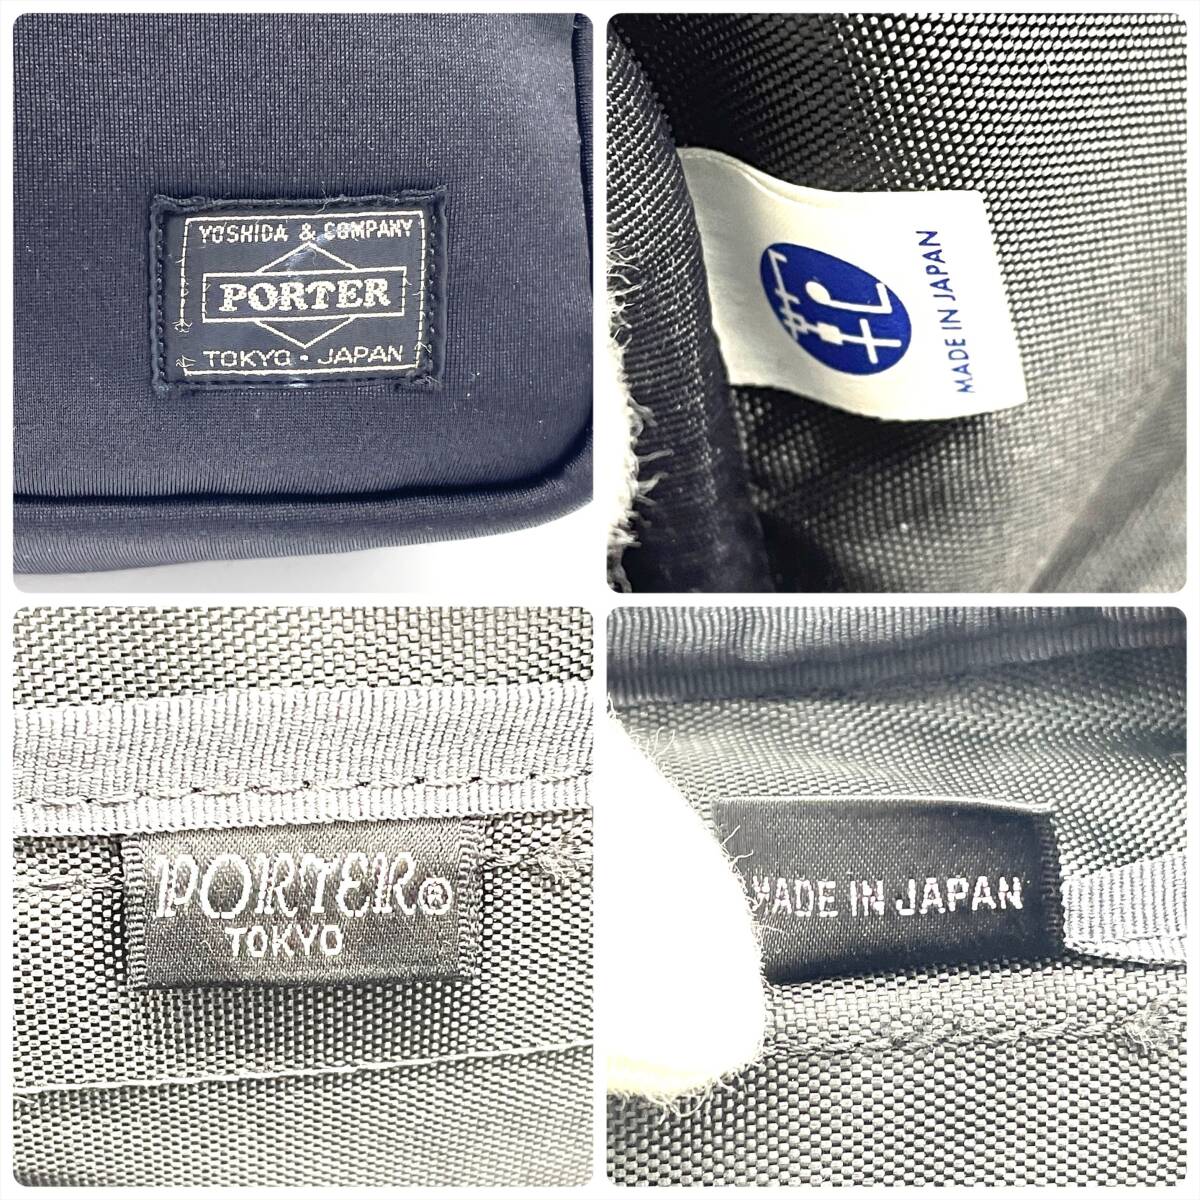 YOSHIDA & COMPANY
PORTER
TOKYO・JAPAN
MADE IN JAPAN
PORTER®
TOKYO
MADE IN JAPAN